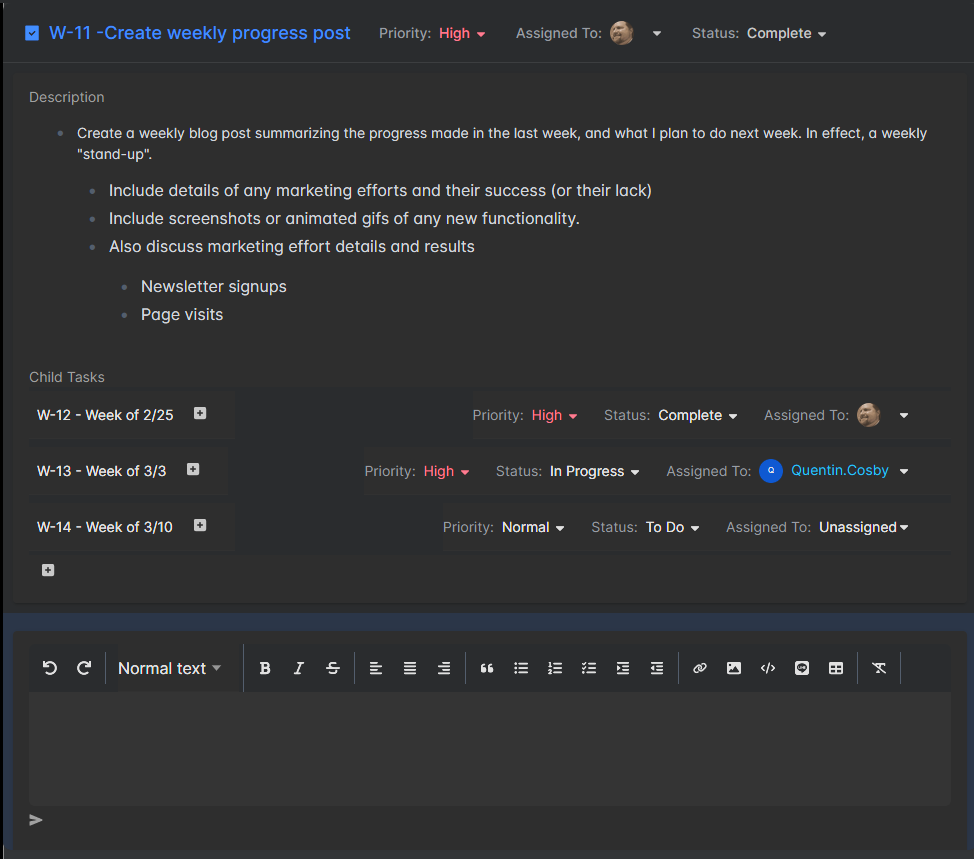 W-11 -Create weekly progress post Priority: High Assigned To: Status: Complete
Description
Create a weekly blog post summarizing the progress made in the last week, and what I plan to do next week. In effect, a weekly
"stand-up".
Include details of any marketing efforts and their success (or their lack)
Include screenshots or animated gifs of any new functionality.
Also discuss marketing effort details and results
Newsletter signups
Page visits
Child Tasks
W-12 - Week of 2/25 Priority: High Status: Complete Assigned To:
W-13 - Week of 3/3 Priority: High Status: In Progress Assigned To: Q Quentin.Cosby
W-14 - Week of 3/10 Priority: Normal Status: To Do Assigned To: Unassigned
Normal text B I S